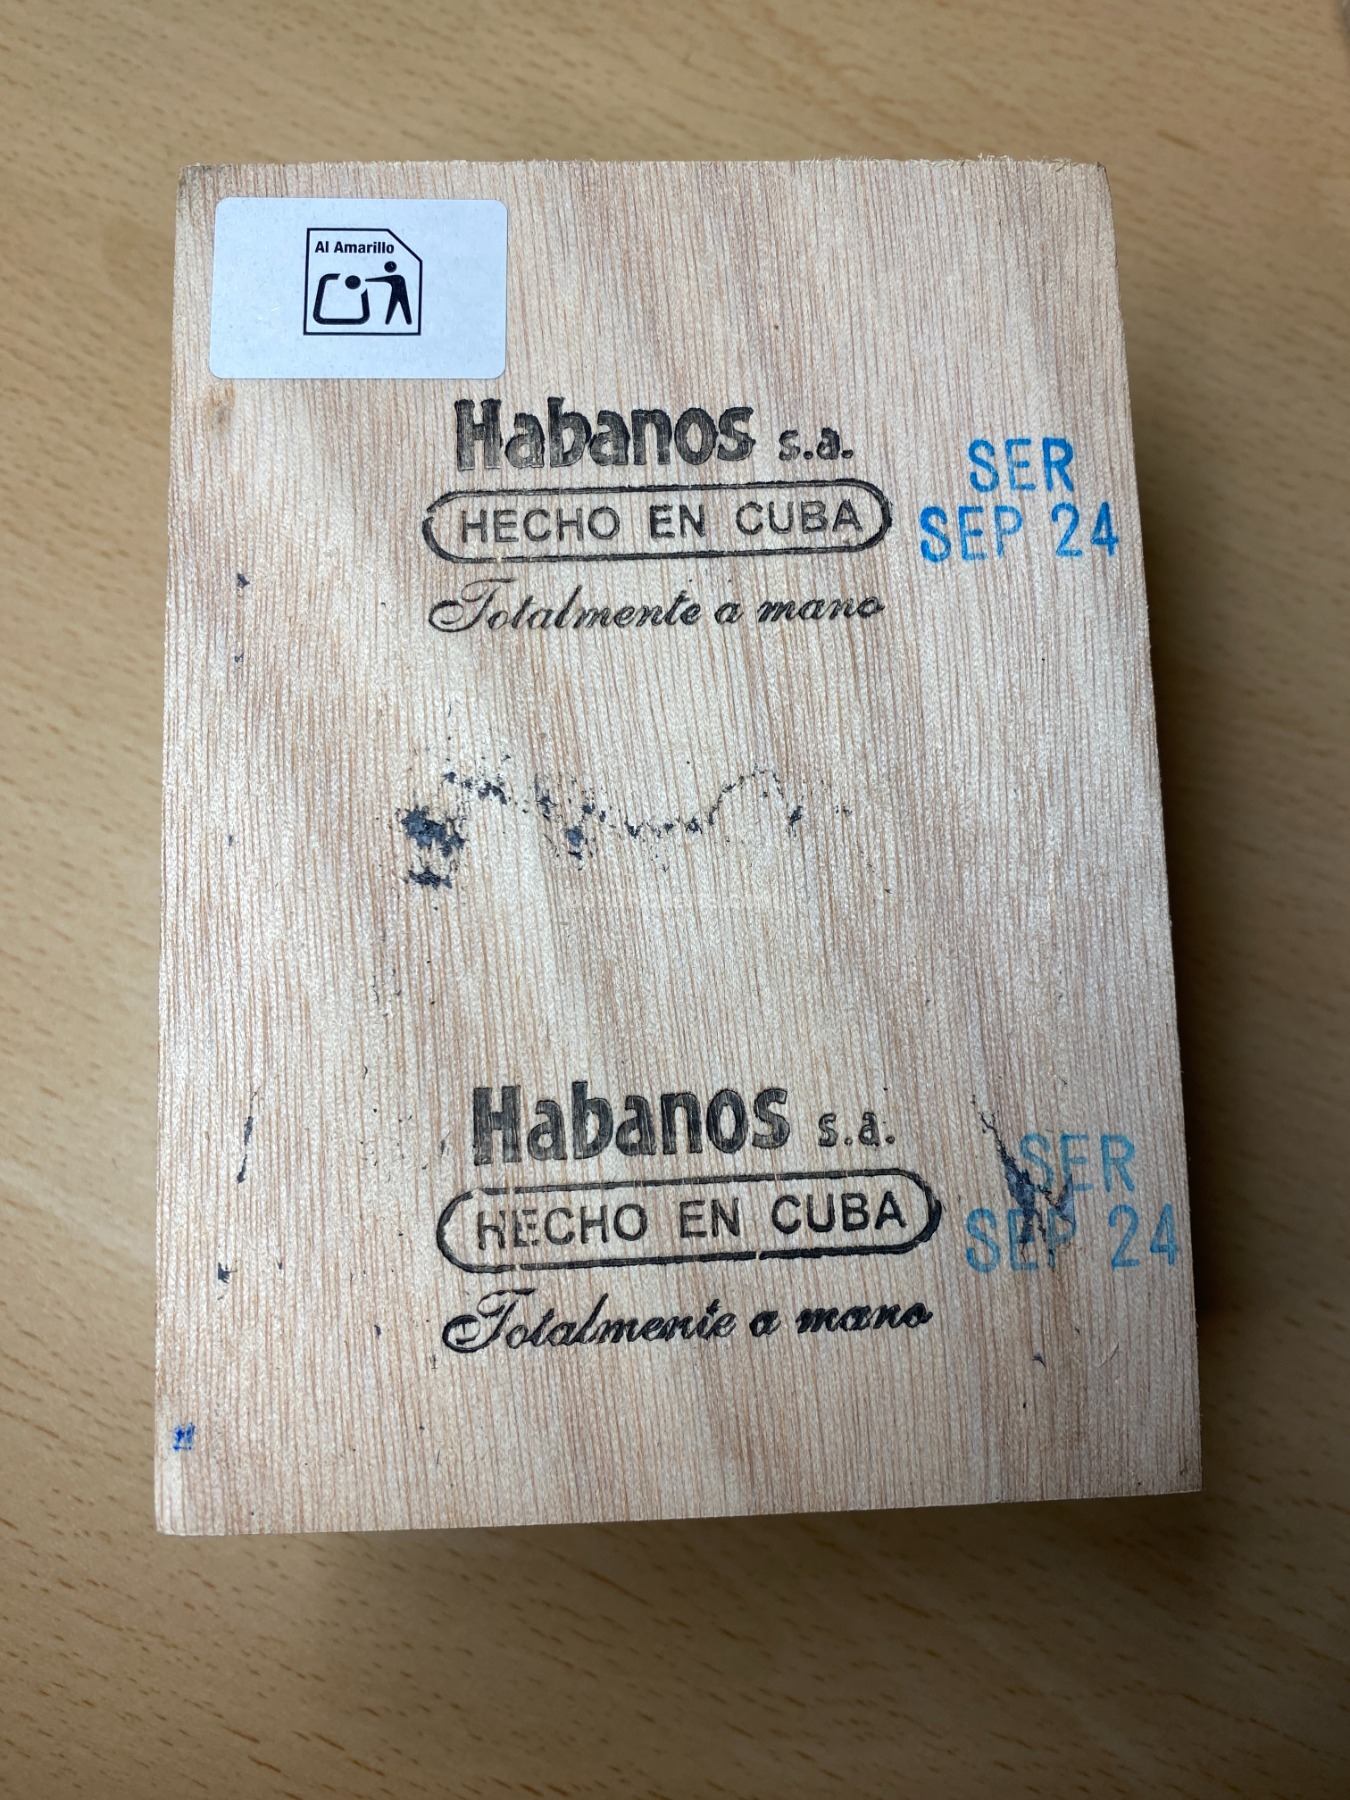 Al Amarillo
Habanos s.a.
HECHO EN CUBA
Totalmente a mano
SER
SEP 24
Habanos s.a.
HECHO EN CUBA
Totalmente a mano
SER
SEP 24